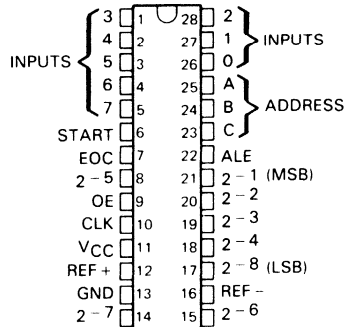 3 1 28 2
4 2 27 1
INPUTS 5 3 26 0 INPUTS
6 4 25 A
7 5 24 B ADDRESS
START 6 23 C
EOC 7 22 ALE
2-5 8 21 2-1 (MSB)
OE 9 20 2-2
CLK 10 19 2-3
VCC 11 18 2-4
REF+ 12 17 2-8 (LSB)
GND 13 16 REF-
2-7 14 15 2-6